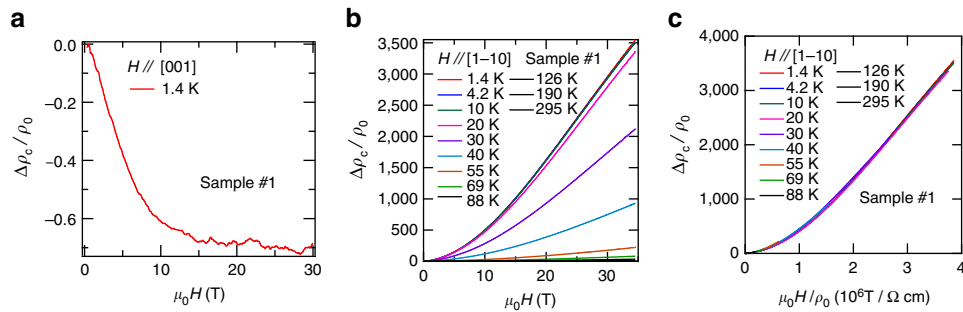 a
0.0
−0.2
−0.4
−0.6
Δρc / ρ0
H // [001]
1.4 K
Sample #1
0 10 20 30
μ0H (T)
b
3,500
3,000
2,500
2,000
1,500
1,000
500
0
Δρc / ρ0
H // [1–10] Sample #1
1.4 K 126 K
4.2 K 190 K
10 K 295 K
20 K
30 K
40 K
55 K
69 K
88 K
0 10 20 30
μ0H (T)
c
4,000
3,000
2,000
1,000
0
Δρc / ρ0
H // [1–10]
1.4 K 126 K
4.2 K 190 K
10 K 295 K
20 K
30 K
40 K
55 K
69 K
88 K
Sample #1
0 1 2 3 4
μ0H/ρ0 (10⁶T / Ω cm)